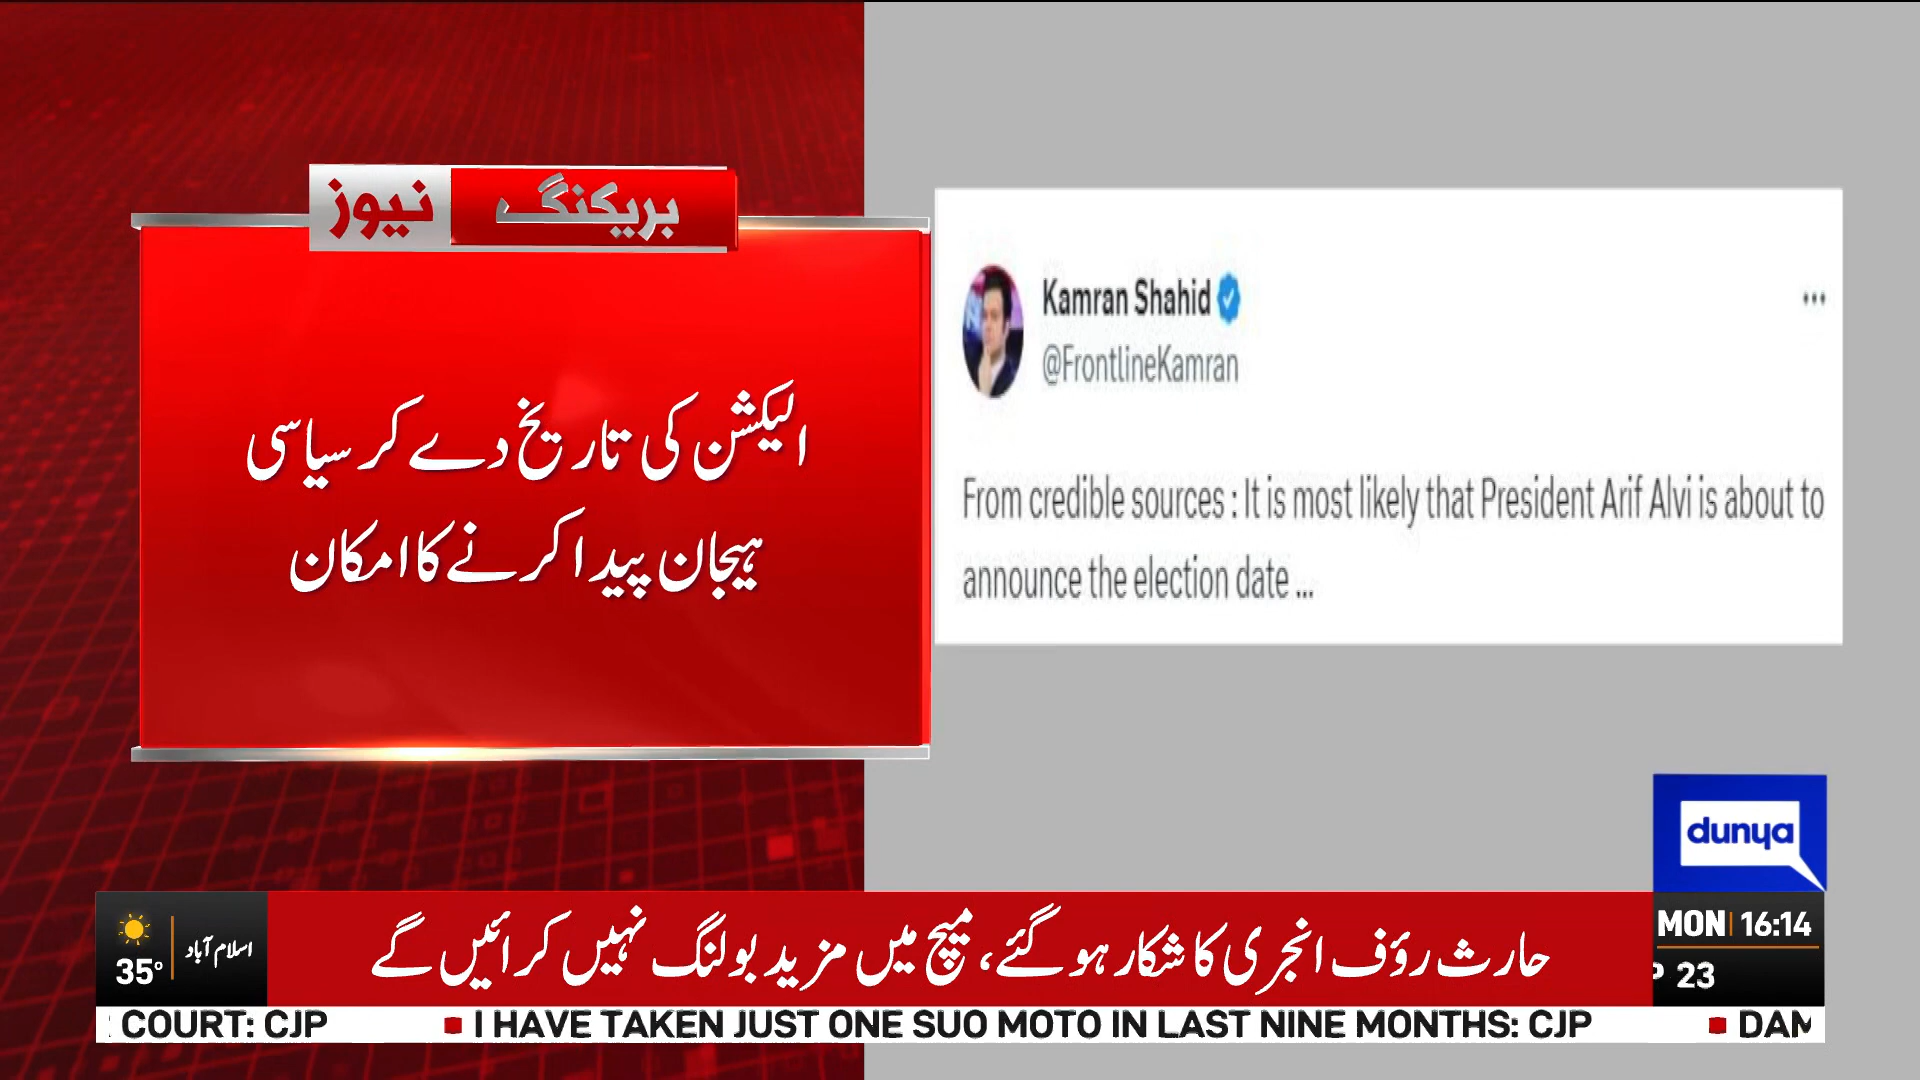 بریکنگ نیوز
الیکشن کی تاریخ دے کر سیاسی
ہیجان پیدا کرنے کا امکان
Kamran Shahid
@FrontlineKamran
From credible sources : It is most likely that President Arif Alvi is about to
announce the election date ...
dunya
حارث رؤف انجری کا شکار ہو گئے، میچ میں مزید بولنگ نہیں کرائیں گے
اسلام آباد
35°
MON 16:14
P 23
COURT: CJP
I HAVE TAKEN JUST ONE SUO MOTO IN LAST NINE MONTHS: CJP
DAM